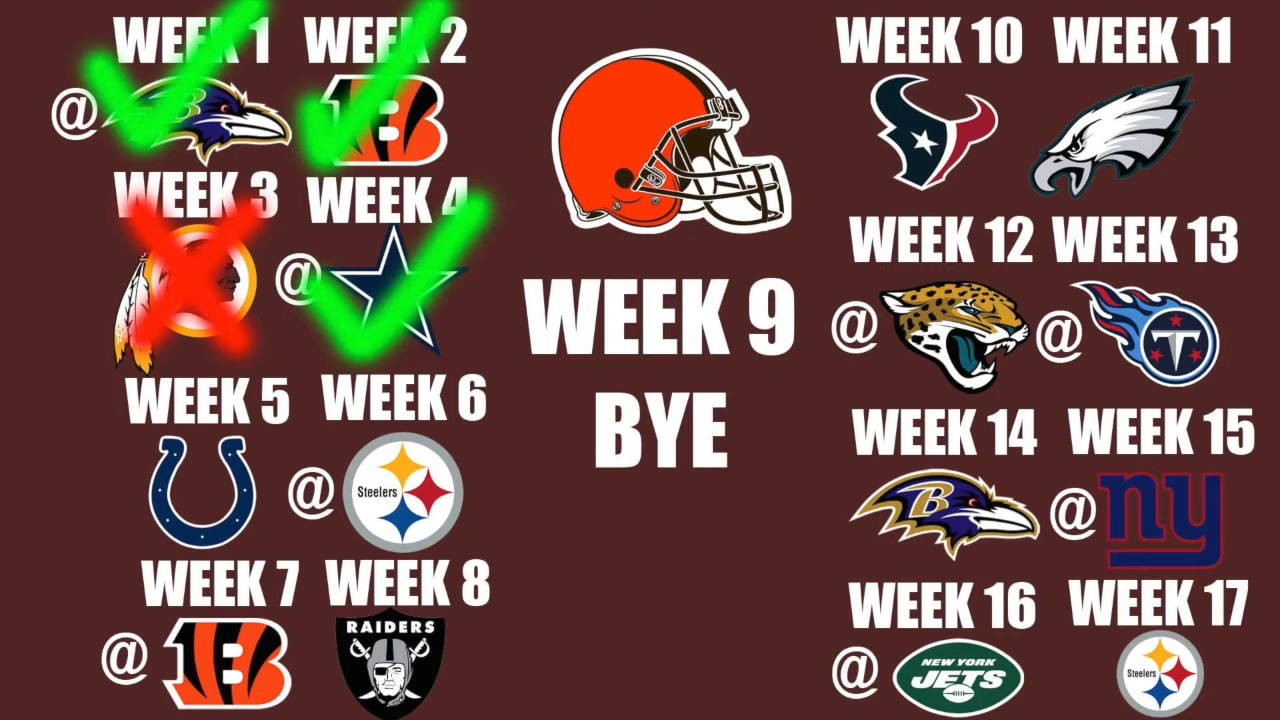 WEEK 1 WEEK 2
@ B B
WEEK 3 WEEK 4
@
WEEK 5 WEEK 6
@ Steelers
WEEK 7 WEEK 8
@ B RAIDERS
WEEK 9
BYE
WEEK 10 WEEK 11
WEEK 12 WEEK 13
@ @ T
WEEK 14 WEEK 15
B @ ny
WEEK 16 WEEK 17
@ NEW YORK JETS Steelers